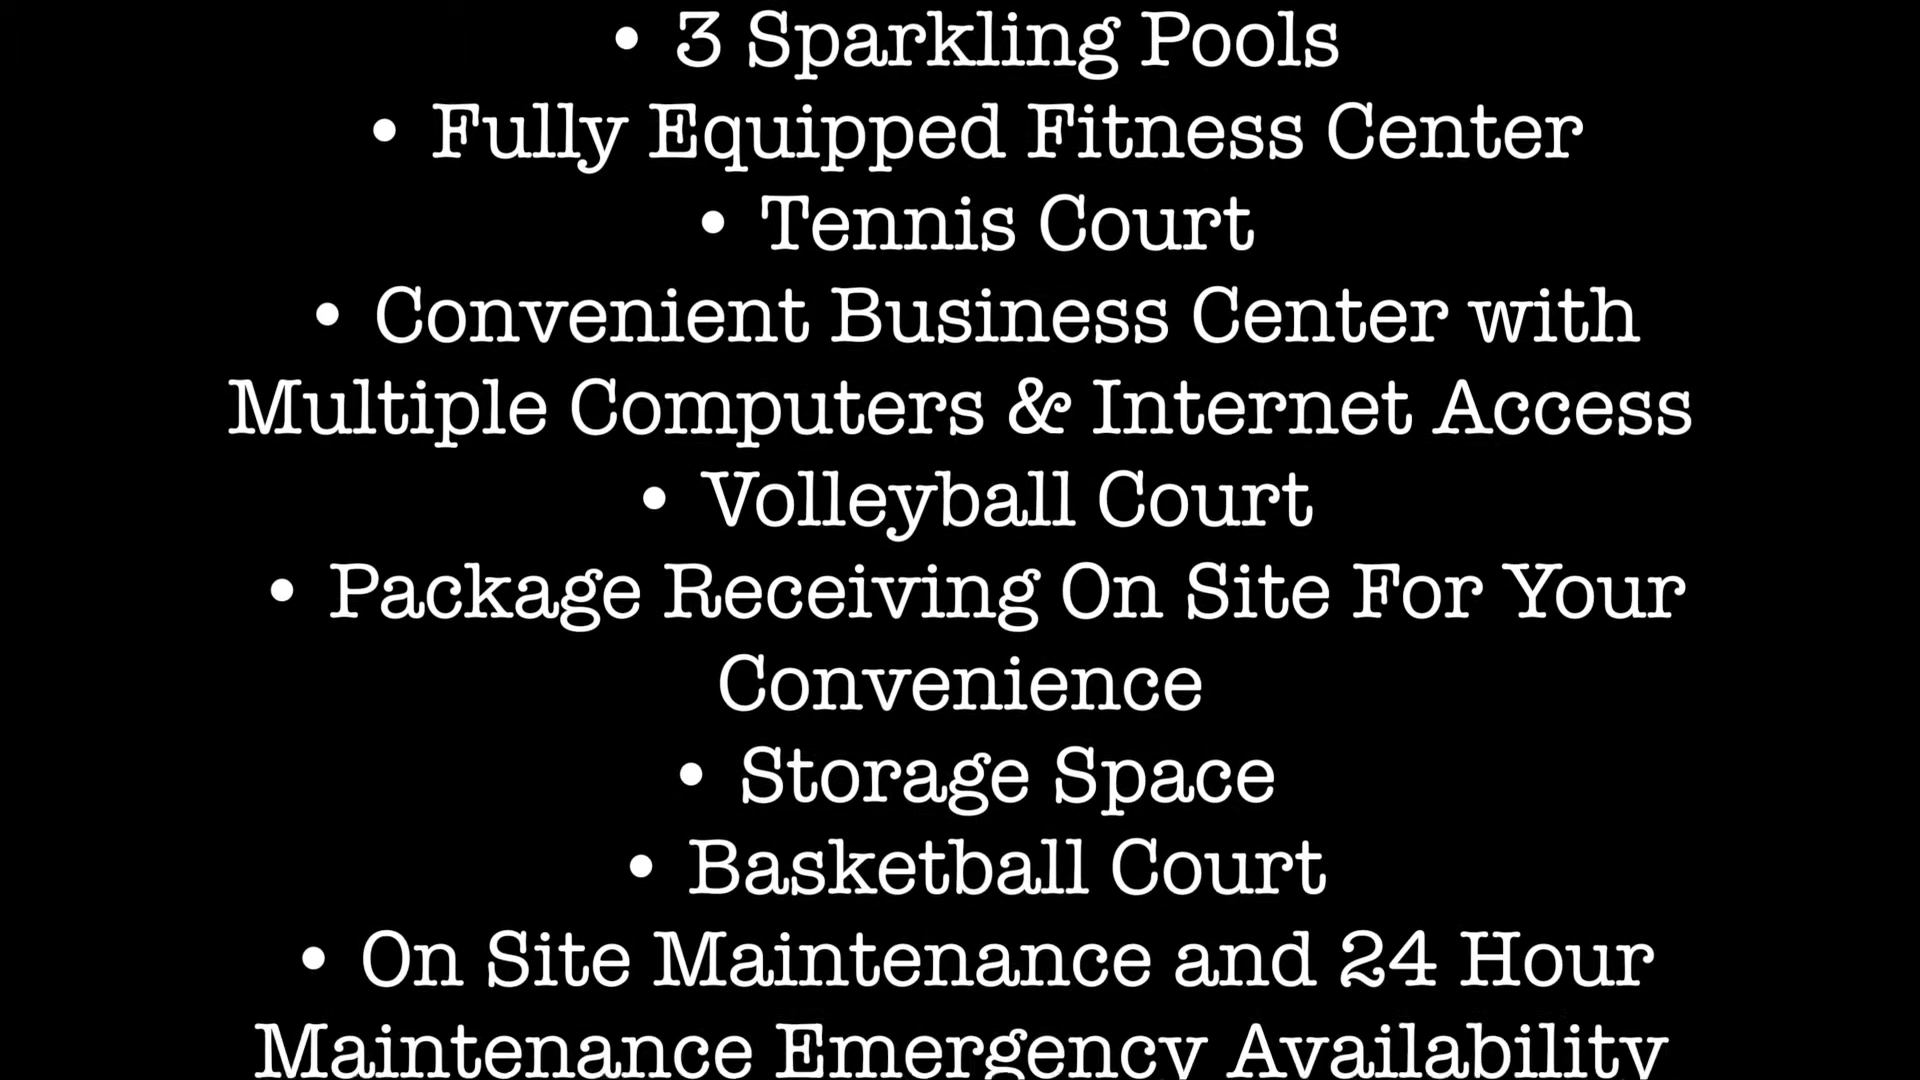 • 3 Sparkling Pools
• Fully Equipped Fitness Center
• Tennis Court
• Convenient Business Center with
Multiple Computers & Internet Access
• Volleyball Court
• Package Receiving On Site For Your
Convenience
• Storage Space
• Basketball Court
• On Site Maintenance and 24 Hour
Maintenance Emergency Availability